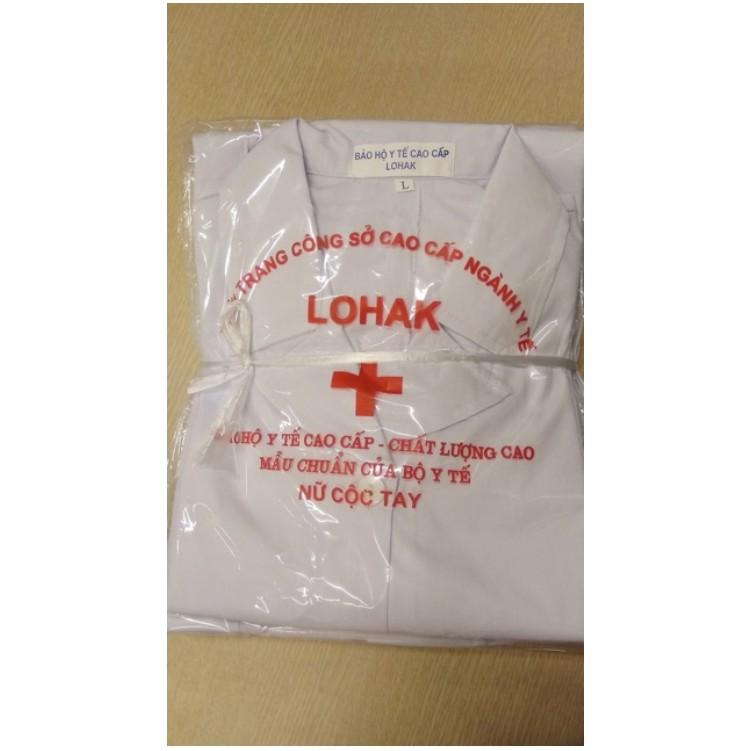 BẢO HỘ Y TẾ CAO CẤP
LOHAK
L
TRANG CÔNG SỞ CAO CẤP NGÀNH Y TẾ
LOHAK
HỘ Y TẾ CAO CẤP - CHẤT LƯỢNG CAO
MẪU CHUẨN CỦA BỘ Y TẾ
NỮ CỘC TAY